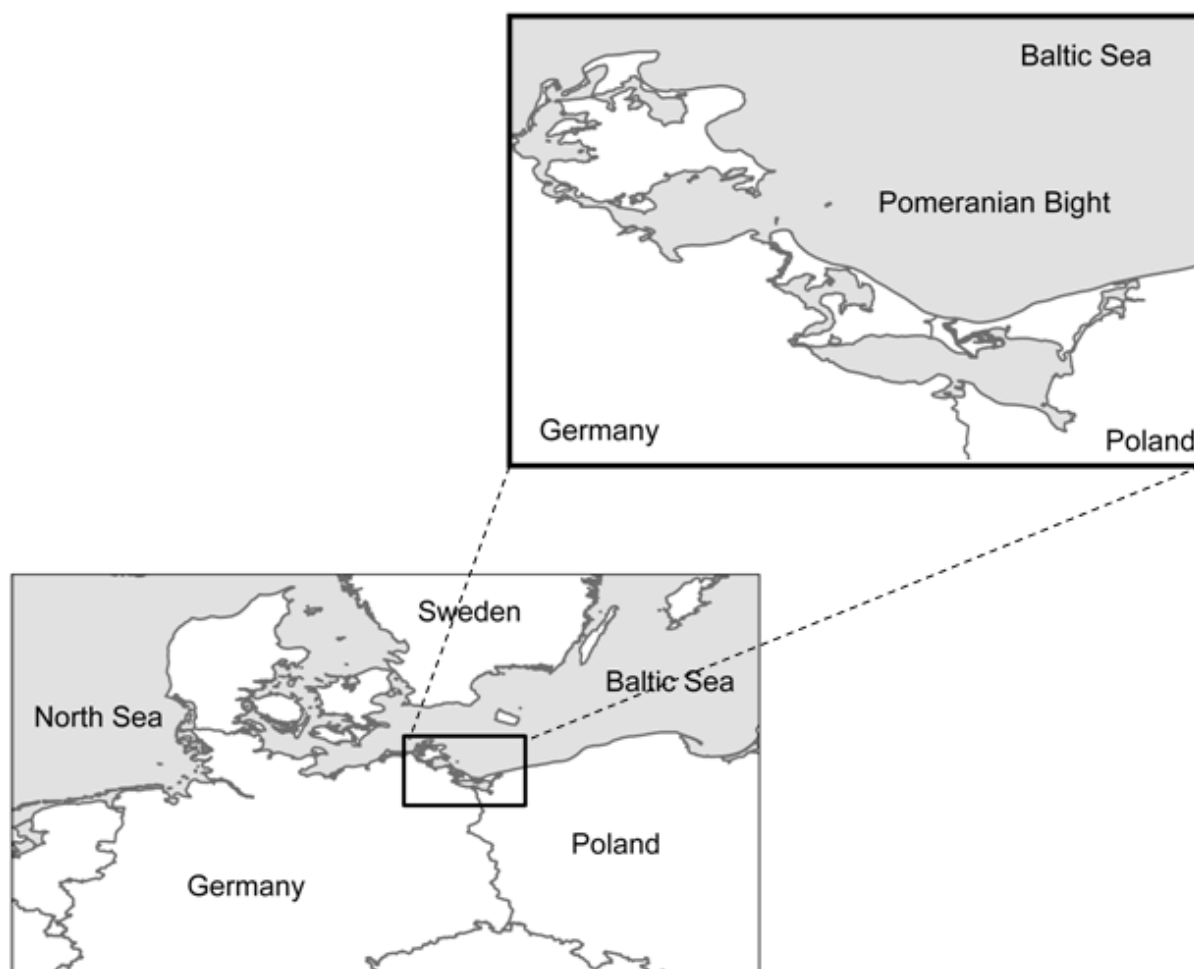 Baltic Sea
Pomeranian Bight
Germany
Poland
Sweden
Baltic Sea
North Sea
Poland
Germany